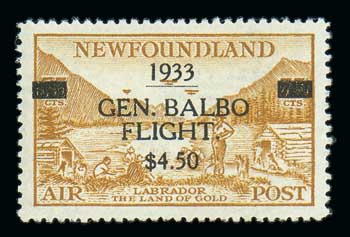 NEWFOUNDLAND
1933
CTS. CTS.
GEN. BALBO
FLIGHT
$4.50
LABRADOR
AIR THE LAND OF GOLD POST